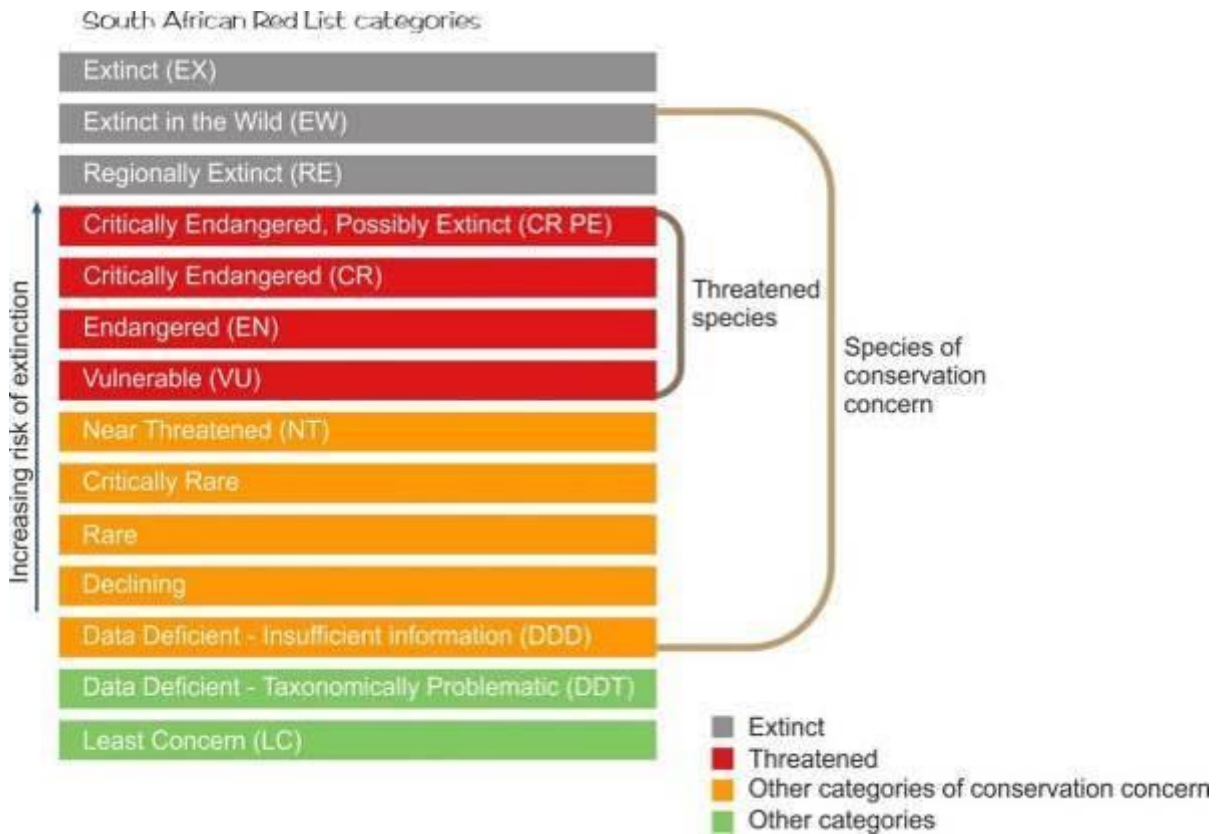 South African Red List categories
Extinct (EX)
Extinct in the Wild (EW)
Regionally Extinct (RE)
Critically Endangered, Possibly Extinct (CR PE)
Critically Endangered (CR)
Endangered (EN)
Vulnerable (VU)
Near Threatened (NT)
Critically Rare
Rare
Declining
Data Deficient - Insufficient information (DDD)
Data Deficient - Taxonomically Problematic (DDT)
Least Concern (LC)
Increasing risk of extinction
Threatened
species
Species of
conservation
concern
Extinct
Threatened
Other categories of conservation concern
Other categories